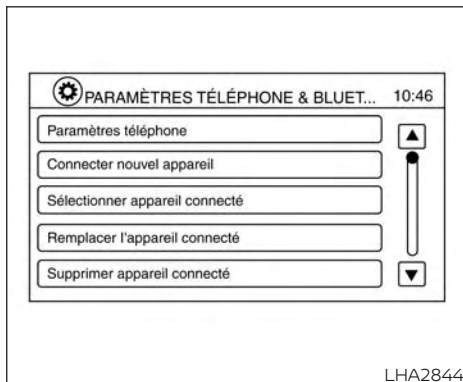 PARAMÈTRES TÉLÉPHONE & BLUET... 10:46
Paramètres téléphone
Connecter nouvel appareil
Sélectionner appareil connecté
Remplacer l'appareil connecté
Supprimer appareil connecté
LHA2844